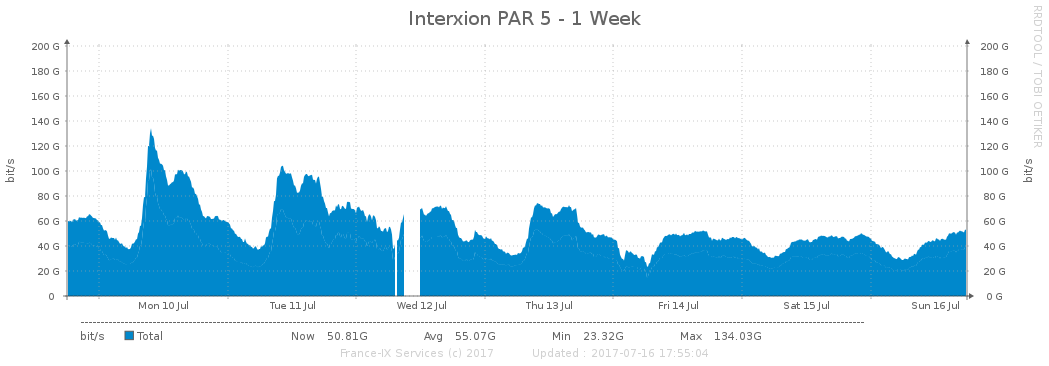 Interxion PAR 5 - 1 Week
RRDTOOL / TOBI OETIKER
bit/s
bit/s
200 G 200 G
180 G 180 G
160 G 160 G
140 G 140 G
120 G 120 G
100 G 100 G
80 G 80 G
60 G 60 G
40 G 40 G
20 G 20 G
0 0 G
Mon 10 Jul Tue 11 Jul Wed 12 Jul Thu 13 Jul Fri 14 Jul Sat 15 Jul Sun 16 Jul
bit/s Total Now 50.81G Avg 55.07G Min 23.32G Max 134.03G
France-IX Services (c) 2017 Updated : 2017-07-16 17:55:04